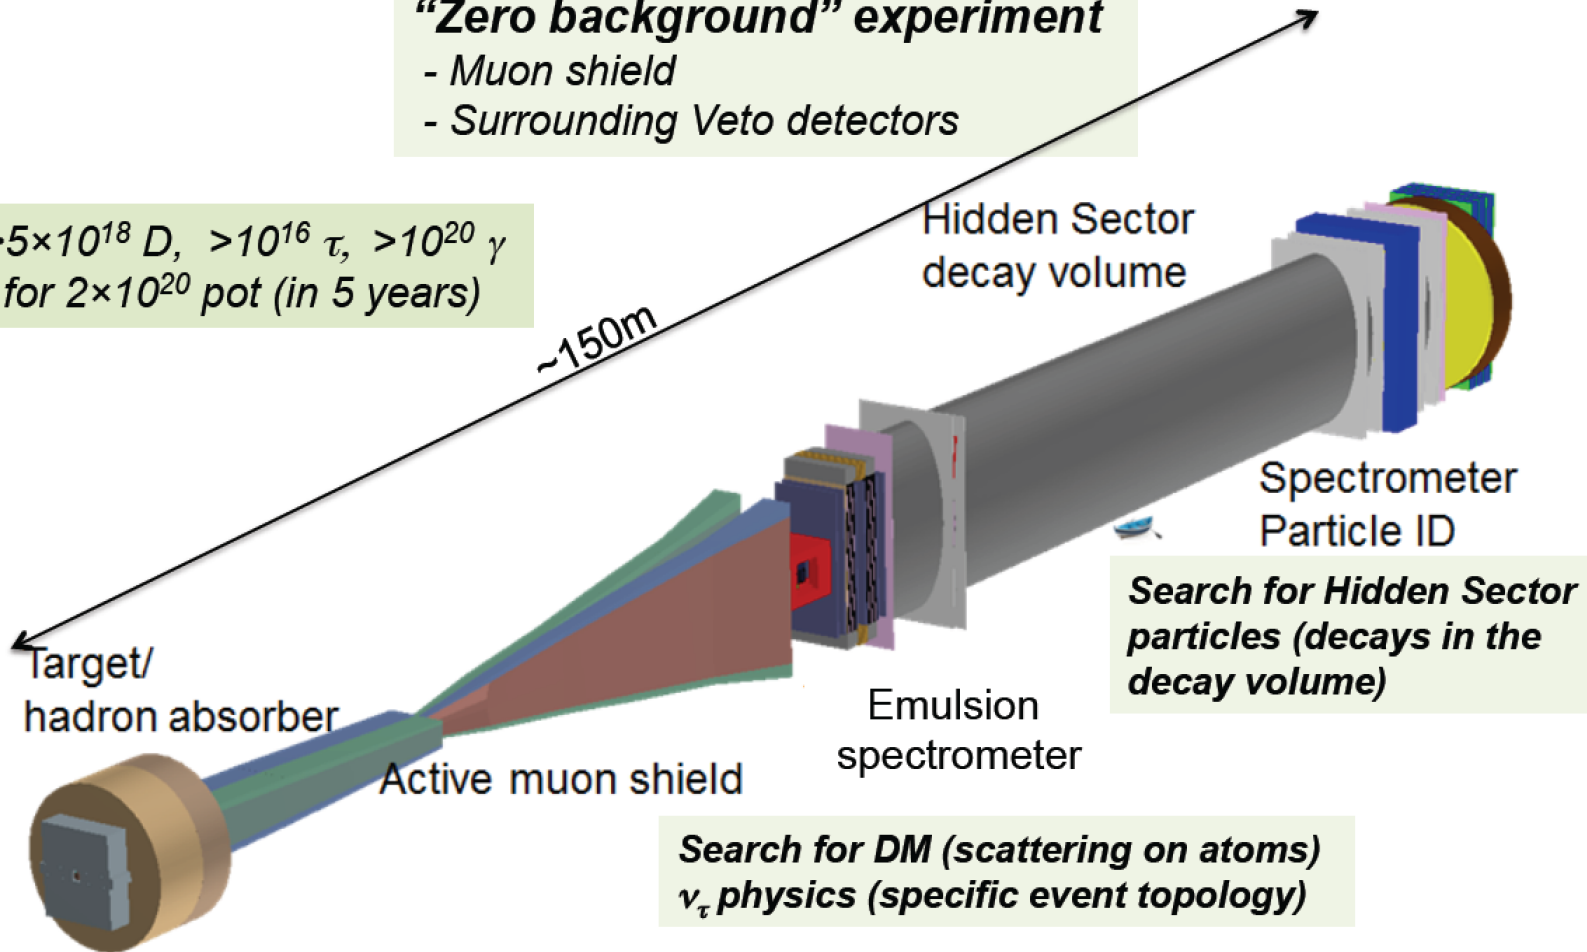 “Zero background” experiment
- Muon shield
- Surrounding Veto detectors
5×10¹⁸ D, >10¹⁶ τ, >10²⁰ γ
for 2×10²⁰ pot (in 5 years)
~150m
Hidden Sector
decay volume
Spectrometer
Particle ID
Search for Hidden Sector
particles (decays in the
decay volume)
Target/
hadron absorber
Active muon shield
Emulsion
spectrometer
Search for DM (scattering on atoms)
ντ physics (specific event topology)